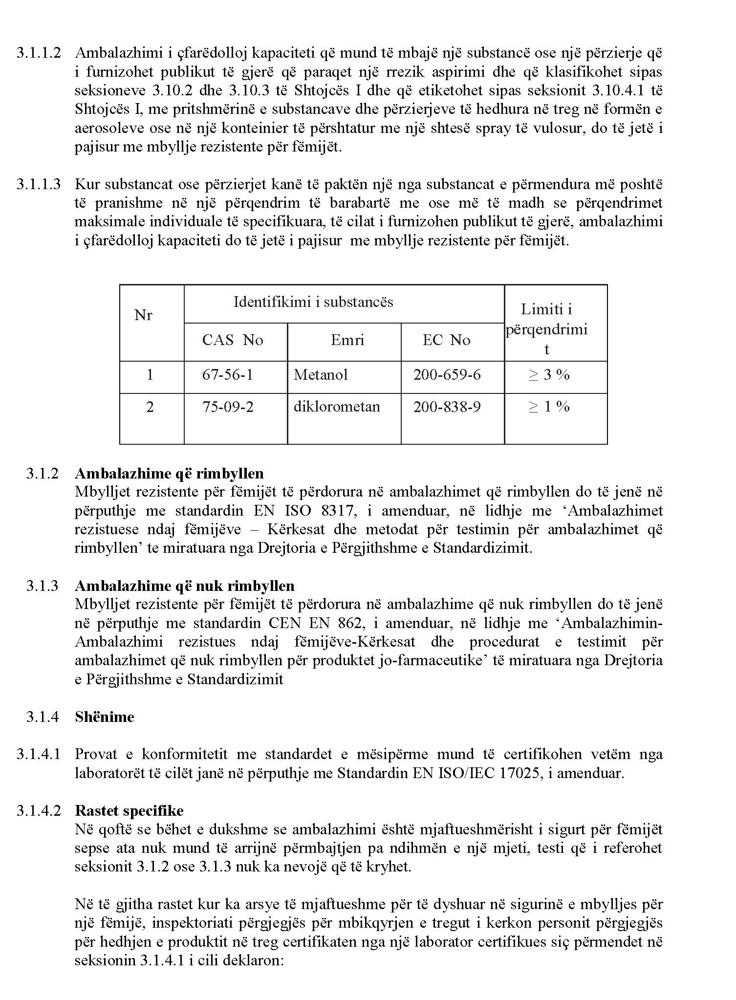 3.1.1.2 Ambalazhimi i çfarëdolloj kapaciteti që mund të mbajë një substancë ose një përzierje që
i furnizohet publikut të gjerë që paraqet një rrezik aspirimi dhe që klasifikohet sipas
seksioneve 3.10.2 dhe 3.10.3 të Shtojcës I dhe që etiketohet sipas seksionit 3.10.4.1 të
Shtojcës I, me pritshmërinë e substancave dhe përzierjeve të hedhura në treg në formën e
aerosoleve ose në një konteinier të përshtatur me një shtesë spray të vulosur, do të jetë i
pajisur me mbyllje rezistente për fëmijët.
3.1.1.3 Kur substancat ose përzierjet kanë të paktën një nga substancat e përmendura më poshtë
të pranishme në një përqendrim të barabartë me ose më të madh se përqendrimet
maksimale individuale të specifikuara, të cilat i furnizohen publikut të gjerë, ambalazhimi
i çfarëdolloj kapaciteti do të jetë i pajisur me mbyllje rezistente për fëmijët.
Nr Identifikimi i substancës Limiti i
përqendrimi
t
CAS No Emri EC No
1 67-56-1 Metanol 200-659-6 ≥ 3 %
2 75-09-2 diklorometan 200-838-9 ≥ 1 %
3.1.2 Ambalazhime që rimbyllen
Mbylljet rezistente për fëmijët të përdorura në ambalazhimet që rimbyllen do të jenë në
përputhje me standardin EN ISO 8317, i amenduar, në lidhje me ‘Ambalazhimet
rezistuese ndaj fëmijëve – Kërkesat dhe metodat për testimin për ambalazhimet që
rimbyllen’ te miratuara nga Drejtoria e Përgjithshme e Standardizimit.
3.1.3 Ambalazhime që nuk rimbyllen
Mbylljet rezistente për fëmijët të përdorura në ambalazhime që nuk rimbyllen do të jenë
në përputhje me standardin CEN EN 862, i amenduar, në lidhje me ‘Ambalazhimin-
Ambalazhimi rezistues ndaj fëmijëve-Kërkesat dhe procedurat e testimit për
ambalazhimet që nuk rimbyllen për produktet jo-farmaceutike’ të miratuara nga Drejtoria
e Përgjithshme e Standardizimit
3.1.4 Shënime
3.1.4.1 Provat e konformitetit me standardet e mësipërme mund të certifikohen vetëm nga
laboratorët të cilët janë në përputhje me Standardin EN ISO/IEC 17025, i amenduar.
3.1.4.2 Rastet specifike
Në qoftë se bëhet e dukshme se ambalazhimi është mjaftueshmërisht i sigurt për fëmijët
sepse ata nuk mund të arrijnë përmbajtjen pa ndihmën e një mjeti, testi që i referohet
seksionit 3.1.2 ose 3.1.3 nuk ka nevojë që të kryhet.
Në të gjitha rastet kur ka arsye të mjaftueshme për të dyshuar në sigurinë e mbylljes për
një fëmijë, inspektoriati përgjegjës për mbikqyrjen e tregut i kerkon personit përgjegjës
për hedhjen e produktit në treg certifikaten nga një laborator certifikues siç përmendet në
seksionin 3.1.4.1 i cili deklaron: